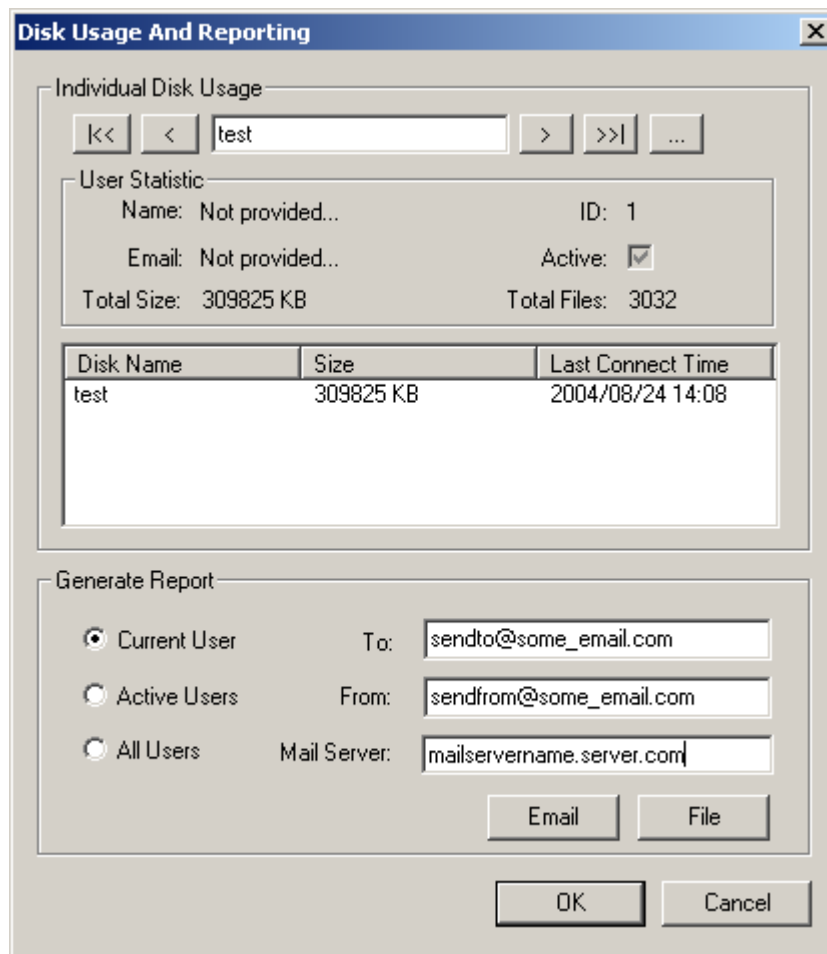 Disk Usage And Reporting
Individual Disk Usage
|<< < test > >>| ...
User Statistic
Name: Not provided... ID: 1
Email: Not provided... Active:
Total Size: 309825 KB Total Files: 3032
Disk Name Size Last Connect Time
test 309825 KB 2004/08/24 14:08
Generate Report
Current User To: sendto@some_email.com
Active Users From: sendfrom@some_email.com
All Users Mail Server: mailservername.server.com
Email File
OK Cancel